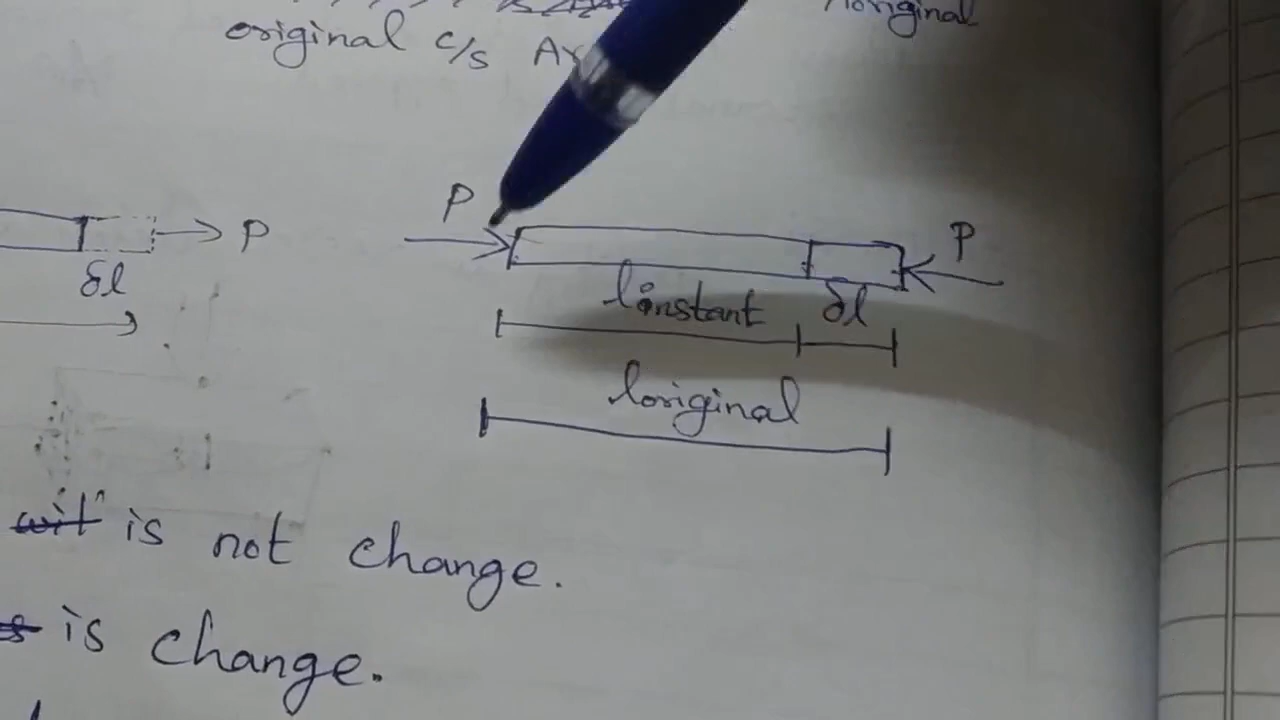 loriginal
original c/s
P
P
P
δl
linstant
δl
loriginal
is not change.
is change.